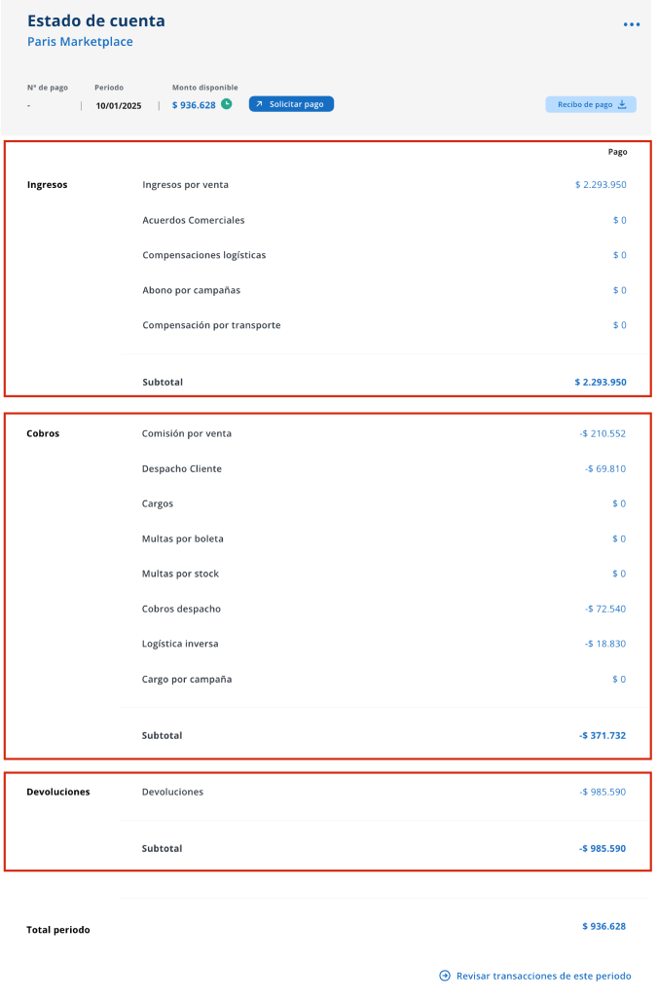 Estado de cuenta
Paris Marketplace
N° de pago Periodo Monto disponible
- | 10/01/2025 | $ 936.628 Solicitar pago Recibo de pago
Pago
Ingresos Ingresos por venta $ 2.293.950
Acuerdos Comerciales $ 0
Compensaciones logísticas $ 0
Abono por campañas $ 0
Compensación por transporte $ 0
Subtotal $ 2.293.950
Cobros Comisión por venta -$ 210.552
Despacho Cliente -$ 69.810
Cargos $ 0
Multas por boleta $ 0
Multas por stock $ 0
Cobros despacho -$ 72.540
Logística inversa -$ 18.830
Cargo por campaña $ 0
Subtotal -$ 371.732
Devoluciones Devoluciones -$ 985.590
Subtotal -$ 985.590
Total periodo $ 936.628
Revisar transacciones de este periodo